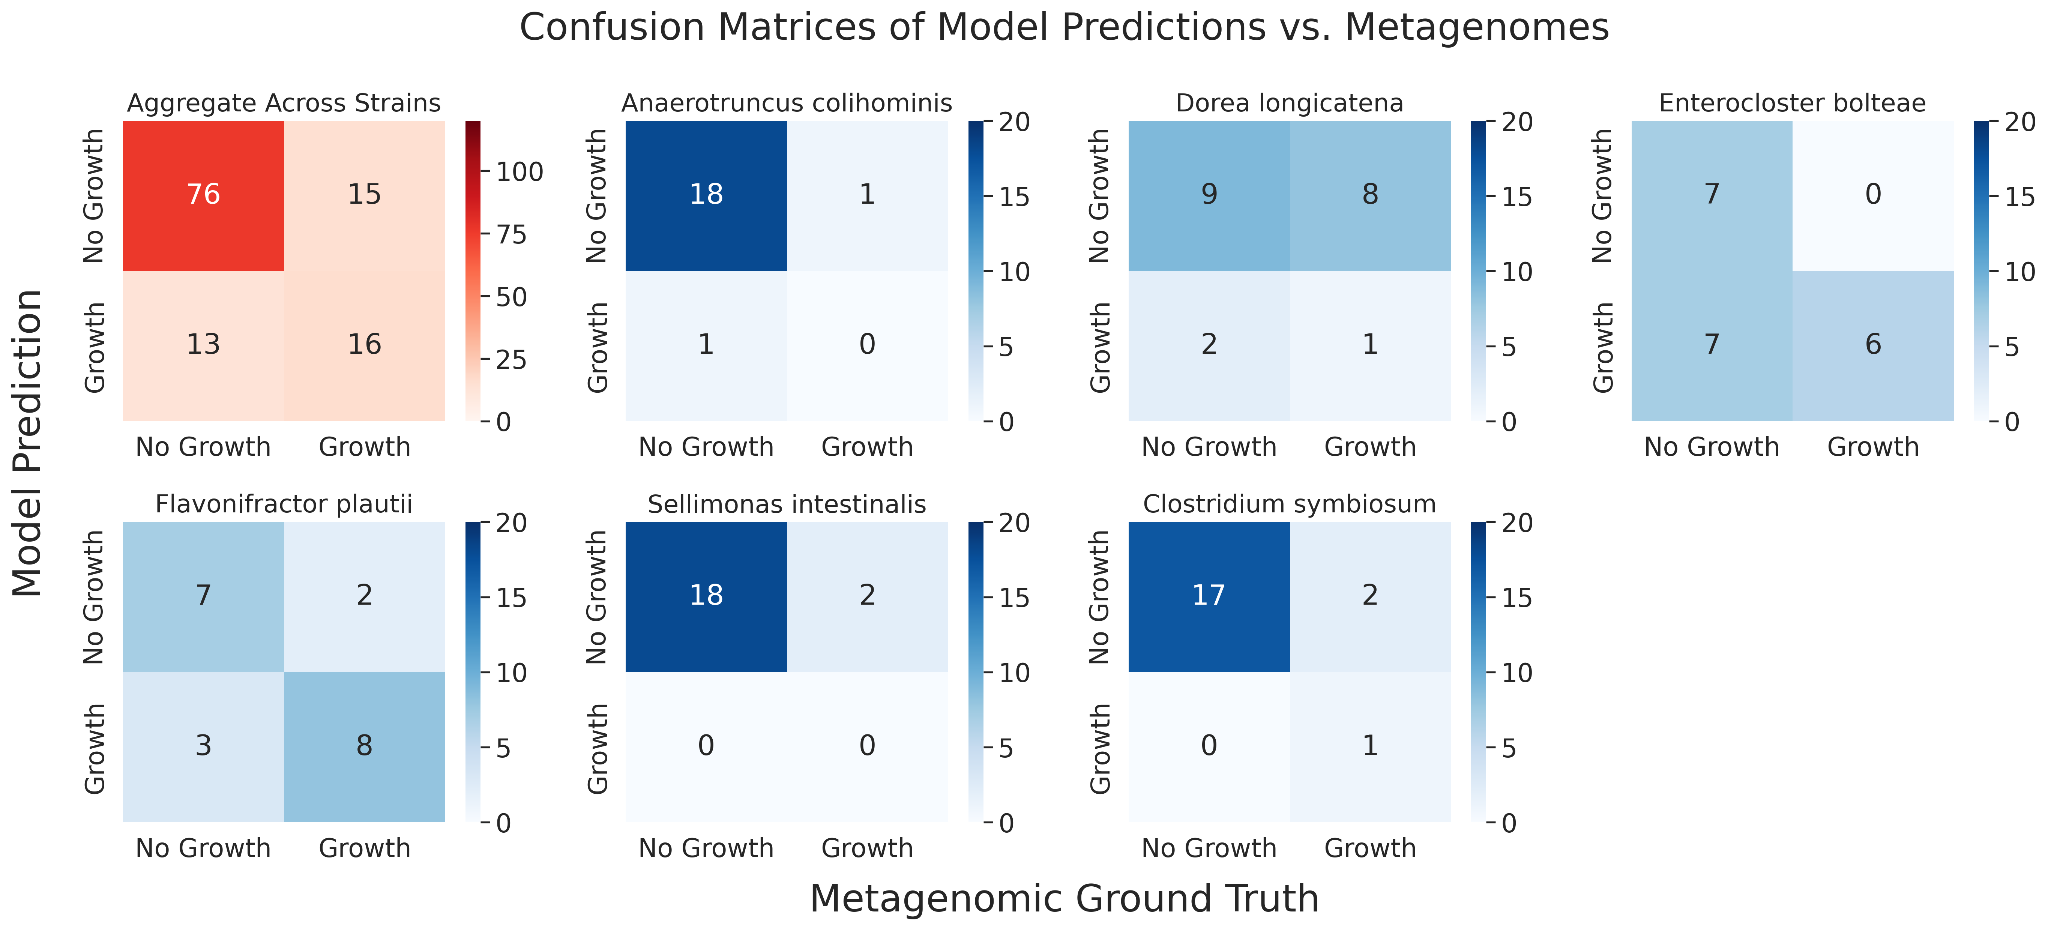 Confusion Matrices of Model Predictions vs. Metagenomes
Model Prediction
Aggregate Across Strains
No Growth
Growth
76
15
13
16
No Growth
Growth
100
75
50
25
0
Anaerotruncus colihominis
No Growth
Growth
18
1
1
0
No Growth
Growth
20
15
10
5
0
Dorea longicatena
No Growth
Growth
9
8
2
1
No Growth
Growth
20
15
10
5
0
Enterocloster bolteae
No Growth
Growth
7
0
7
6
No Growth
Growth
20
15
10
5
0
Flavonifractor plautii
No Growth
Growth
7
2
3
8
No Growth
Growth
20
15
10
5
0
Sellimonas intestinalis
No Growth
Growth
18
2
0
0
No Growth
Growth
20
15
10
5
0
Clostridium symbiosum
No Growth
Growth
17
2
0
1
No Growth
Growth
20
15
10
5
0
Metagenomic Ground Truth